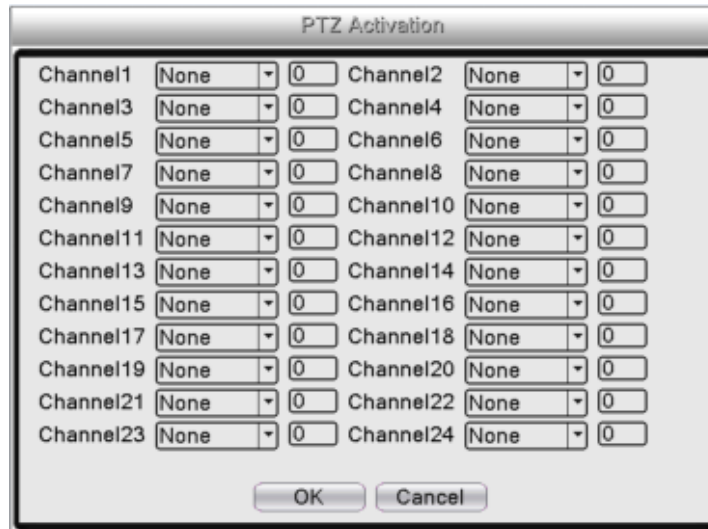 PTZ Activation
Channel1 None 0 Channel2 None 0
Channel3 None 0 Channel4 None 0
Channel5 None 0 Channel6 None 0
Channel7 None 0 Channel8 None 0
Channel9 None 0 Channel10 None 0
Channel11 None 0 Channel12 None 0
Channel13 None 0 Channel14 None 0
Channel15 None 0 Channel16 None 0
Channel17 None 0 Channel18 None 0
Channel19 None 0 Channel20 None 0
Channel21 None 0 Channel22 None 0
Channel23 None 0 Channel24 None 0
OK Cancel